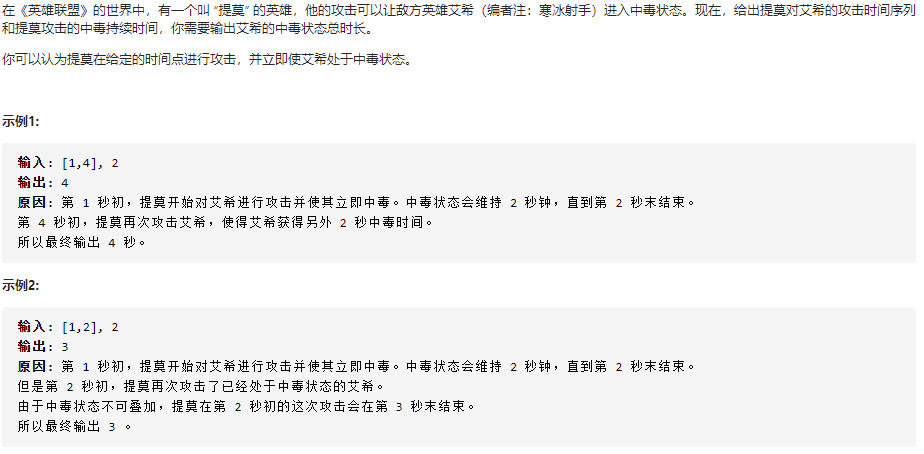 在《英雄联盟》的世界中，有一个叫 “提莫” 的英雄，他的攻击可以让敌方英雄艾希（编者注：寒冰射手）进入中毒状态。现在，给出提莫对艾希的攻击时间序列
和提莫攻击的中毒持续时间，你需要输出艾希的中毒状态总时长。
你可以认为提莫在给定的时间点进行攻击，并立即使艾希处于中毒状态。
示例1:
输入: [1,4], 2
输出: 4
原因: 第 1 秒初，提莫开始对艾希进行攻击并使其立即中毒。中毒状态会维持 2 秒钟，直到第 2 秒末结束。
第 4 秒初，提莫再次攻击艾希，使得艾希获得另外 2 秒中毒时间。
所以最终输出 4 秒。
示例2:
输入: [1,2], 2
输出: 3
原因: 第 1 秒初，提莫开始对艾希进行攻击并使其立即中毒。中毒状态会维持 2 秒钟，直到第 2 秒末结束。
但是第 2 秒初，提莫再次攻击了已经处于中毒状态的艾希。
由于中毒状态不可叠加，提莫在第 2 秒初的这次攻击会在第 3 秒末结束。
所以最终输出 3 。